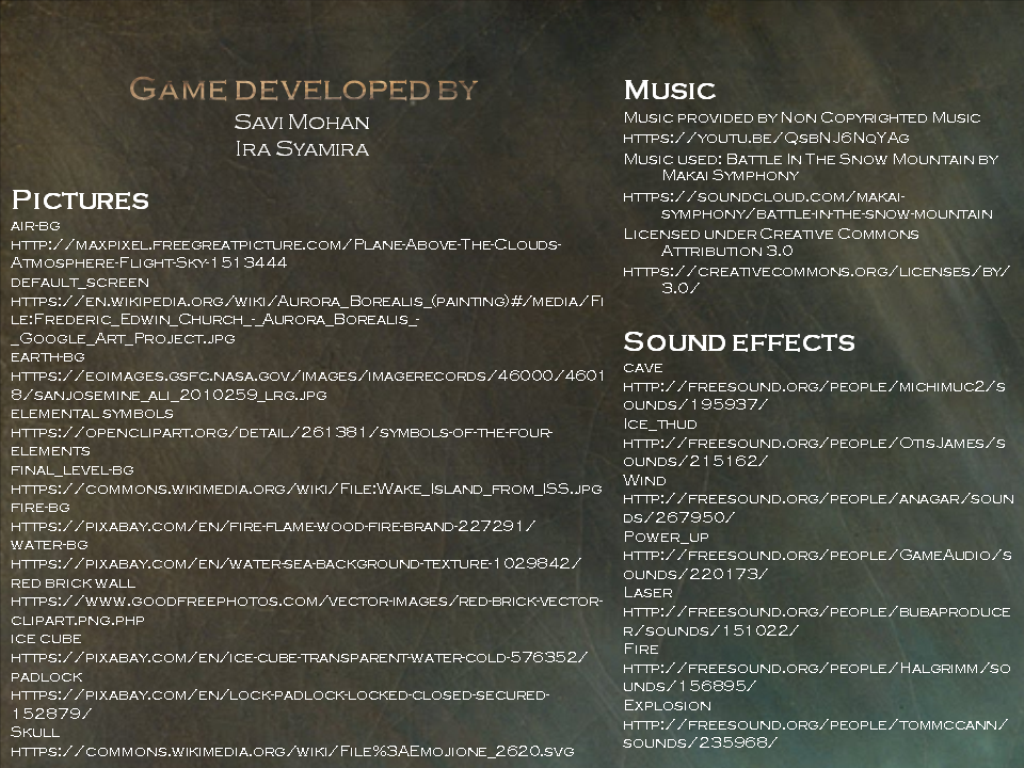 Game developed by
Savi Mohan
Ira Syamira
Pictures
air-bg
http://maxpixel.freegreatpicture.com/Plane-Above-The-Clouds-
Atmosphere-Flight-Sky-1513444
default_screen
https://en.wikipedia.org/wiki/Aurora_Borealis_(painting)#/media/Fi
le:Frederic_Edwin_Church_-_Aurora_Borealis_-
_Google_Art_Project.jpg
earth-bg
https://eoimages.gsfc.nasa.gov/images/imagerecords/46000/4601
8/sanjosemine_ali_2010259_lrg.jpg
elemental symbols
https://openclipart.org/detail/261381/symbols-of-the-four-
elements
final_level-bg
https://commons.wikimedia.org/wiki/File:Wake_Island_from_ISS.jpg
fire-bg
https://pixabay.com/en/fire-flame-wood-fire-brand-227291/
water-bg
https://pixabay.com/en/water-sea-background-texture-1029842/
red brick wall
https://www.goodfreephotos.com/vector-images/red-brick-vector-
clipart.png.php
ice cube
https://pixabay.com/en/ice-cube-transparent-water-cold-576352/
padlock
https://pixabay.com/en/lock-padlock-locked-closed-secured-
152879/
Skull
https://commons.wikimedia.org/wiki/File%3AEmojione_2620.svg
Music
Music provided by Non Copyrighted Music
https://youtu.be/QsbNJ6NqYAg
Music used: Battle In The Snow Mountain by
Makai Symphony
https://soundcloud.com/makai-
symphony/battle-in-the-snow-mountain
Licensed under Creative Commons
Attribution 3.0
https://creativecommons.org/licenses/by/
3.0/
Sound effects
cave
http://freesound.org/people/michimuc2/s
ounds/195937/
Ice_thud
http://freesound.org/people/OtisJames/s
ounds/215162/
Wind
http://freesound.org/people/anagar/soun
ds/267950/
Power_up
http://freesound.org/people/GameAudio/s
ounds/220173/
Laser
http://freesound.org/people/bubaproduce
r/sounds/151022/
Fire
http://freesound.org/people/Halgrimm/so
unds/156895/
Explosion
http://freesound.org/people/tommccann/
sounds/235968/